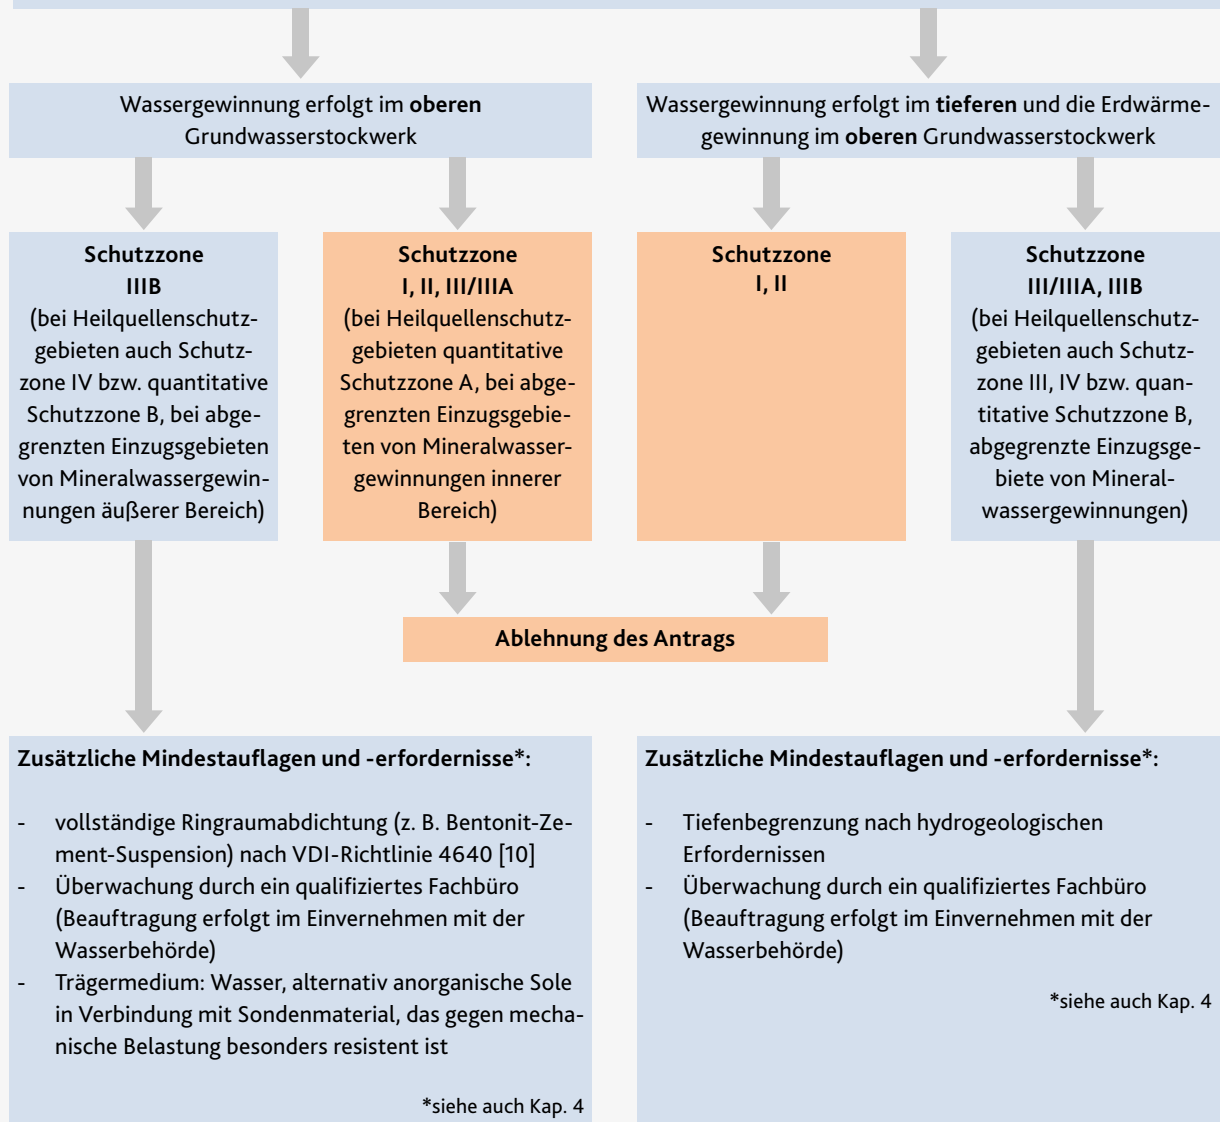 Wassergewinnung erfolgt im oberen
Grundwasserstockwerk
Wassergewinnung erfolgt im tieferen und die Erdwärme-
gewinnung im oberen Grundwasserstockwerk
Schutzzone
IIIB
(bei Heilquellenschutz-
gebieten auch Schutz-
zone IV bzw. quantitative
Schutzzone B, bei abge-
grenzten Einzugsgebieten
von Mineralwassergewin-
nungen äußerer Bereich)
Schutzzone
I, II, III/IIIA
(bei Heilquellenschutz-
gebieten quantitative
Schutzzone A, bei abge-
grenzten Einzugsgebie-
ten von Mineralwasser-
gewinnungen innerer
Bereich)
Schutzzone
I, II
Schutzzone
III/IIIA, IIIB
(bei Heilquellenschutz-
gebieten auch Schutz-
zone III, IV bzw. quan-
titative Schutzzone B,
abgegrenzte Einzugsge-
biete von Mineral-
wassergewinnungen)
Ablehnung des Antrags
Zusätzliche Mindestauflagen und -erfordernisse*:
- vollständige Ringraumabdichtung (z. B. Bentonit-Ze-
ment-Suspension) nach VDI-Richtlinie 4640 [10]
- Überwachung durch ein qualifiziertes Fachbüro
(Beauftragung erfolgt im Einvernehmen mit der
Wasserbehörde)
- Trägermedium: Wasser, alternativ anorganische Sole
in Verbindung mit Sondenmaterial, das gegen mecha-
nische Belastung besonders resistent ist
*siehe auch Kap. 4
Zusätzliche Mindestauflagen und -erfordernisse*:
- Tiefenbegrenzung nach hydrogeologischen
Erfordernissen
- Überwachung durch ein qualifiziertes Fachbüro
(Beauftragung erfolgt im Einvernehmen mit der
Wasserbehörde)
*siehe auch Kap. 4